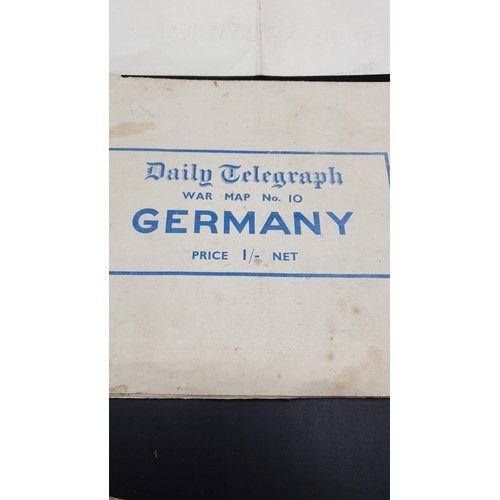 Daily Telegraph
WAR MAP No. 10
GERMANY
PRICE 1/- NET